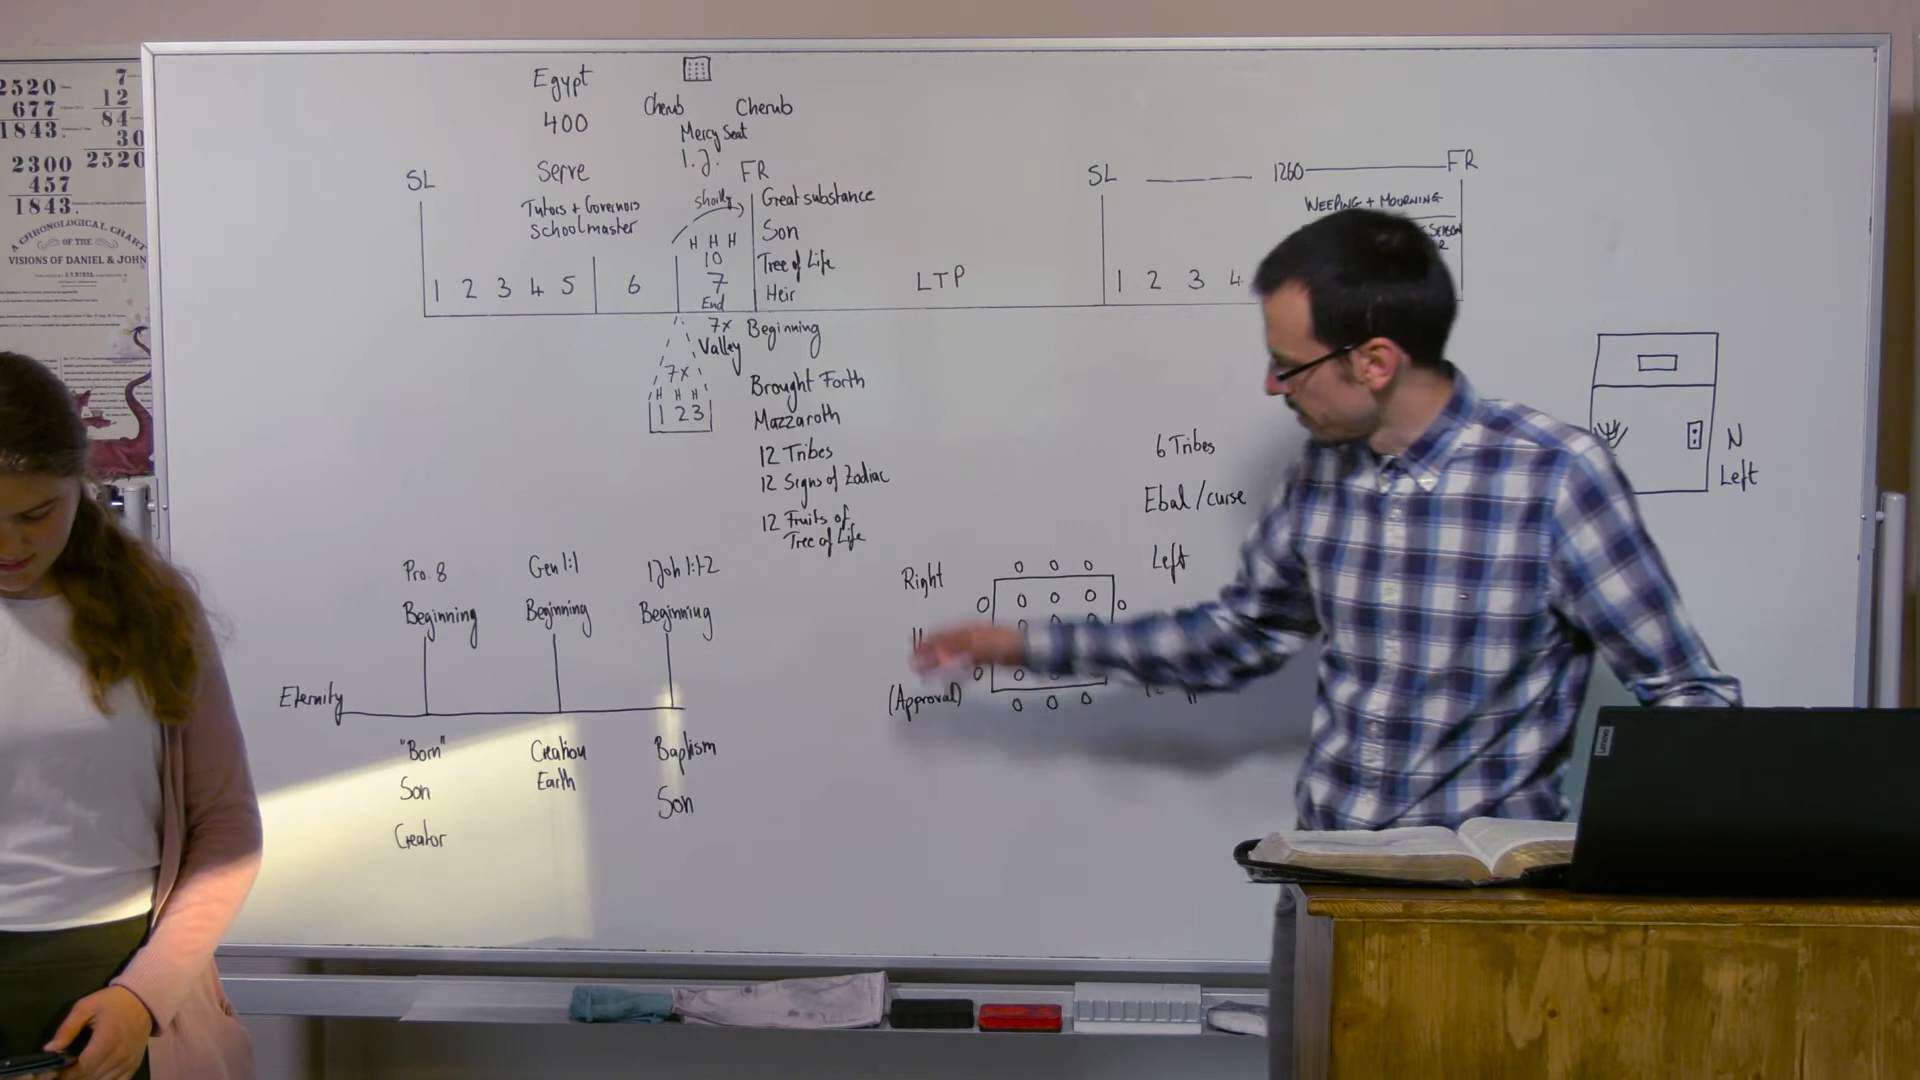 2520
677
1843.
2300
457
1843.
7
12
84
30
2520
A CHRONOLOGICAL CHART
OF THE
VISIONS OF DANIEL & JOHN
Egypt
400
Serve
Tutors + Governors
Schoolmaster
Cherub Cherub
Mercy Seat
I.J.
SL
FR
shortly
H H H
10
7
End
1 2 3 4 5 6
Great substance
Son
Tree of Life
Heir
7x Beginning
Valley
7x
H H H
1 2 3
Brought Forth
Mazzaroth
12 Tribes
12 Signs of Zodiac
12 Fruits of
Tree of Life
LTP
SL 1260 FR
WEEPING + MOURNING
SEASON
1 2 3 4
N
Left
6 Tribes
Ebal/curse
Left
Right
(Approval)
Pro. 8 Gen 1:1 1Joh 1:1-2
Beginning Beginning Beginning
Eternity
"Born" Creation Baptism
Son Earth Son
Creator
Lenovo